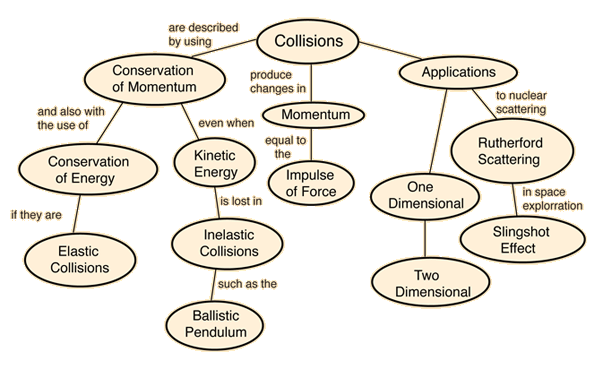 are described
by using
Collisions
Conservation
of Momentum
produce
changes in
Applications
and also with
the use of
even when
Momentum
to nuclear
scattering
Conservation
of Energy
Kinetic
Energy
equal to
the
Impulse
of Force
Rutherford
Scattering
if they are
is lost in
One
Dimensional
in space
explorration
Elastic
Collisions
Inelastic
Collisions
Slingshot
Effect
such as the
Two
Dimensional
Ballistic
Pendulum